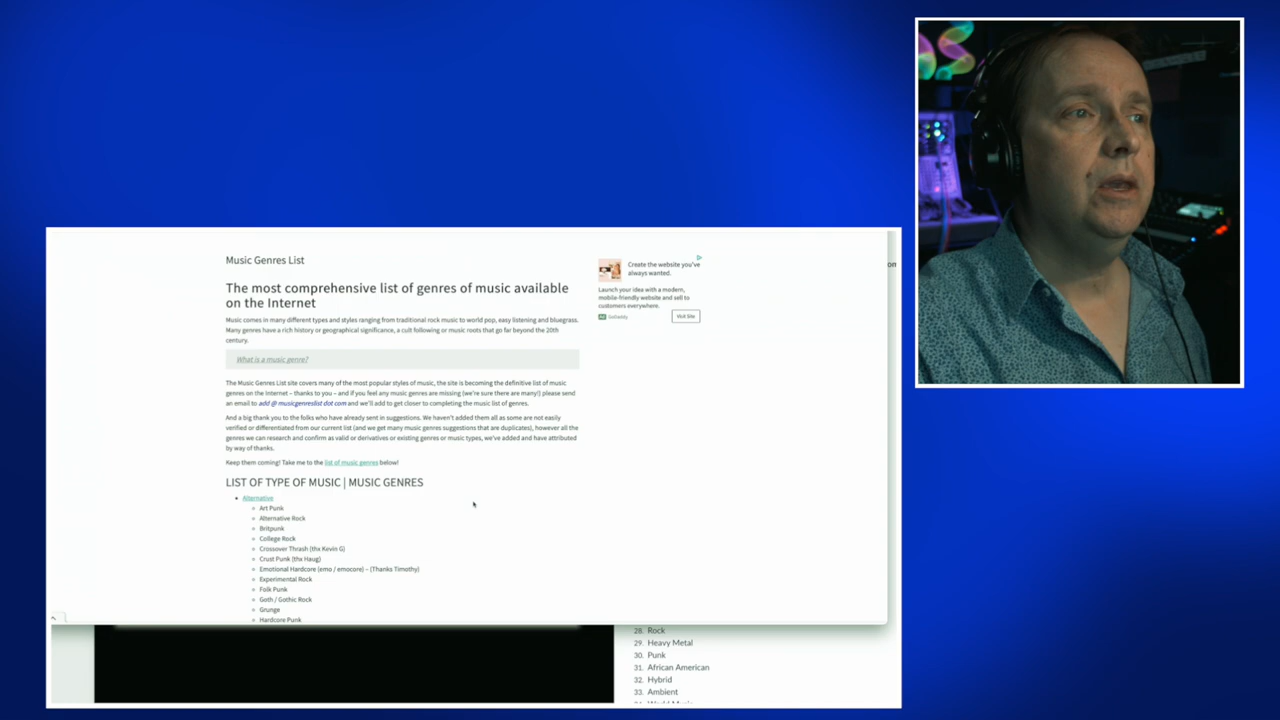 Music Genres List
The most comprehensive list of genres of music available
on the Internet
Music comes in many different types and styles ranging from traditional rock music to world pop, easy listening and bluegrass.
Many genres have a rich history or geographical significance, a cult following or music roots that go far beyond the 20th
century.
What is a music genre?
The Music Genres List site covers many of the most popular styles of music, the site is becoming the definitive list of music
genres on the Internet – thanks to you – and if you feel any music genres are missing (we're sure there are many!) please send
an email to add @ musicgenreslist dot com and we'll add to get closer to completing the music list of genres.
And a big thank you to the folks who have already sent in suggestions. We haven't added them all as some are not easily
verified or differentiated from our current list (and we get many music genres suggestions that are duplicates), however all the
genres we can research and confirm as valid or derivatives or existing genres or music types, we've added and have attributed
by way of thanks.
Keep them coming! Take me to the list of music genres below!
LIST OF TYPE OF MUSIC | MUSIC GENRES
Alternative
Art Punk
Alternative Rock
Britpunk
College Rock
Crossover Thrash (thx Kevin G)
Crust Punk (thx Haug)
Emotional Hardcore (emo / emocore) – (Thanks Timothy)
Experimental Rock
Folk Punk
Goth / Gothic Rock
Grunge
Hardcore Punk
Create the website you've
always wanted.
Launch your idea with a modern,
mobile-friendly website and sell to
customers everywhere.
Ad GoDaddy
Visit Site
on
28. Rock
29. Heavy Metal
30. Punk
31. African American
32. Hybrid
33. Ambient